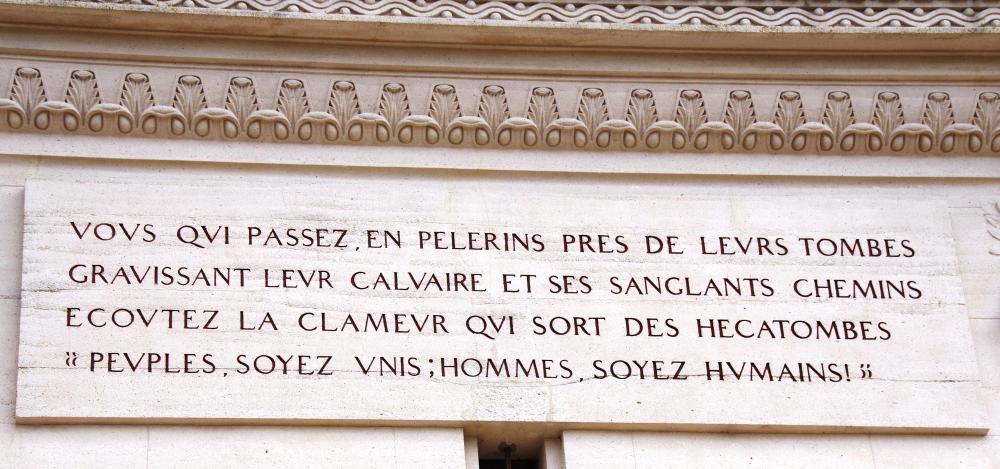 VOVS QVI PASSEZ, EN PELERINS PRES DE LEVRS TOMBES
GRAVISSANT LEVR CALVAIRE ET SES SANGLANTS CHEMINS
ECOVTEZ LA CLAMEVR QVI SORT DES HECATOMBES
"PEVPLES, SOYEZ VNIS; HOMMES, SOYEZ HVMAINS!"